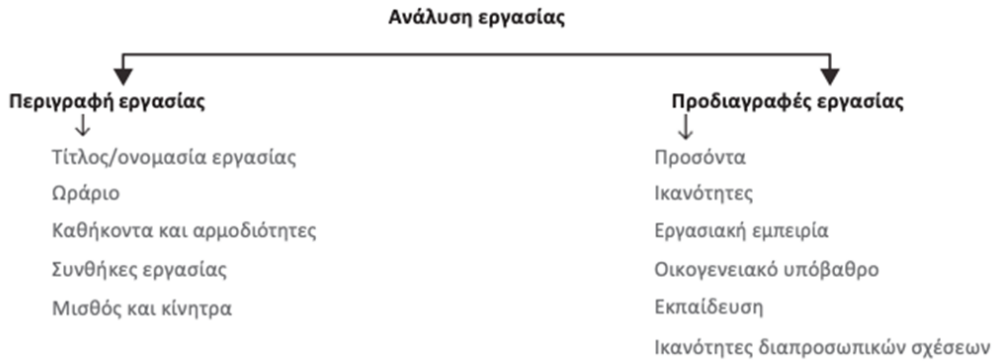 Ανάλυση εργασίας
Περιγραφή εργασίας
Τίτλος/ονομασία εργασίας
Ωράριο
Καθήκοντα και αρμοδιότητες
Συνθήκες εργασίας
Μισθός και κίνητρα
Προδιαγραφές εργασίας
Προσόντα
Ικανότητες
Εργασιακή εμπειρία
Οικογενειακό υπόβαθρο
Εκπαίδευση
Ικανότητες διαπροσωπικών σχέσεων